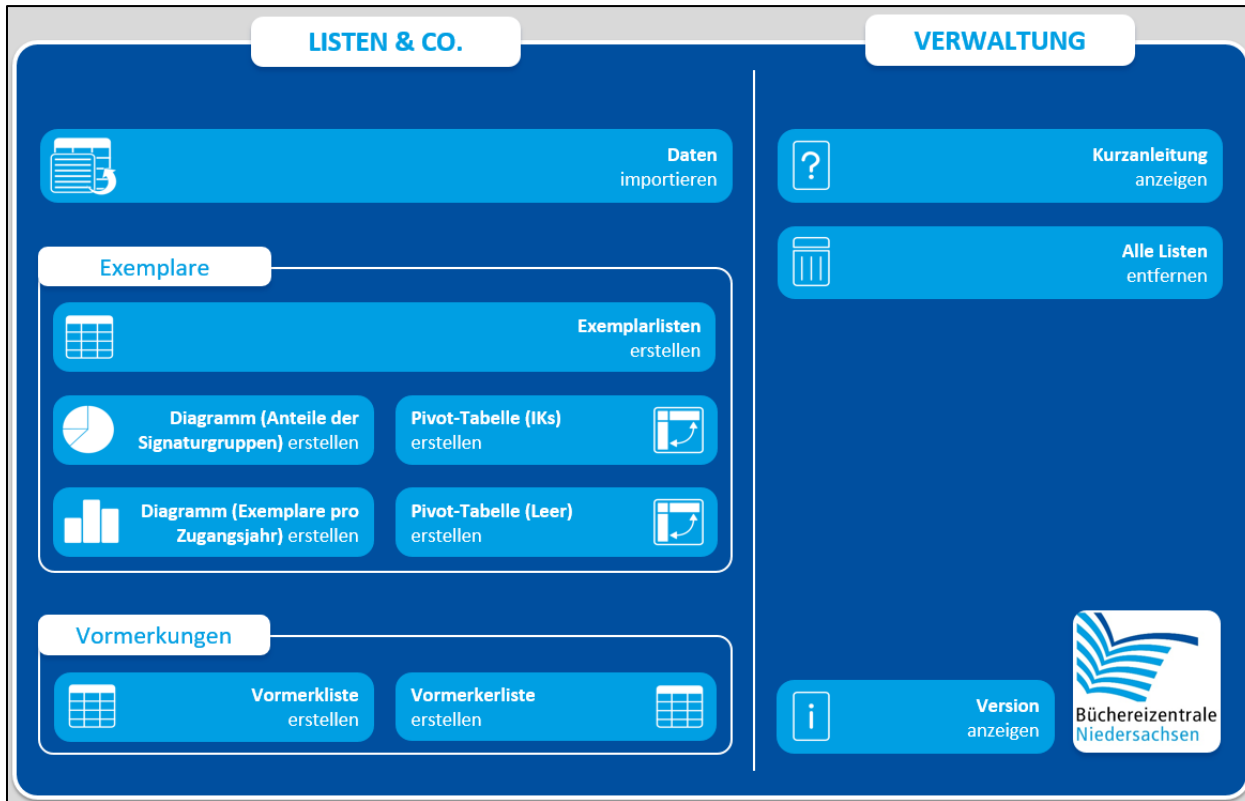 LISTEN & CO.
Daten
importieren
Exemplare
Exemplarlisten
erstellen
Diagramm (Anteile der
Signaturgruppen) erstellen
Pivot-Tabelle (IKs)
erstellen
Diagramm (Exemplare pro
Zugangsjahr) erstellen
Pivot-Tabelle (Leer)
erstellen
Vormerkungen
Vormerkliste
erstellen
Vormerkerliste
erstellen
VERWALTUNG
?
Kurzanleitung
anzeigen
Alle Listen
entfernen
i
Version
anzeigen
Büchereizentrale
Niedersachsen